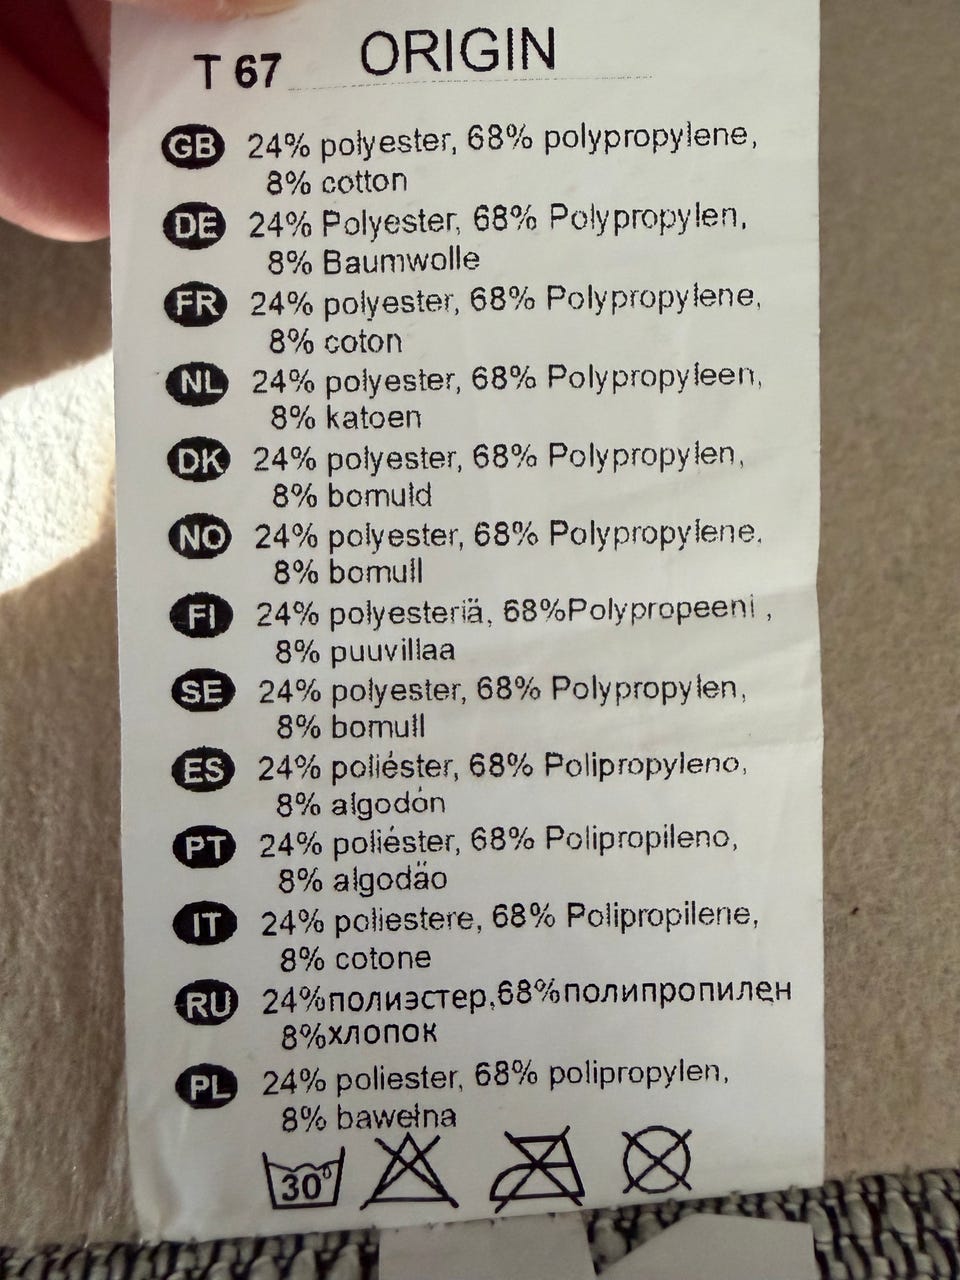 T 67 ORIGIN
GB 24% polyester, 68% polypropylene,
8% cotton
DE 24% Polyester, 68% Polypropylen,
8% Baumwolle
FR 24% polyester, 68% Polypropylene,
8% coton
NL 24% polyester, 68% Polypropyleen,
8% katoen
DK 24% polyester, 68% Polypropylen,
8% bomuld
NO 24% polyester, 68% Polypropylene.
8% bomull
FI 24% polyesteriä, 68%Polypropeeni ,
8% puuvillaa
SE 24% polyester, 68% Polypropylen,
8% bomull
ES 24% poliéster, 68% Polipropyleno,
8% algodón
PT 24% poliéster, 68% Polipropileno,
8% algodäo
IT 24% poliestere, 68% Polipropilene,
8% cotone
RU 24%полиэстер,68%полипропилен
8%хлопок
PL 24% poliester, 68% polipropylen,
8% bawełna
30°